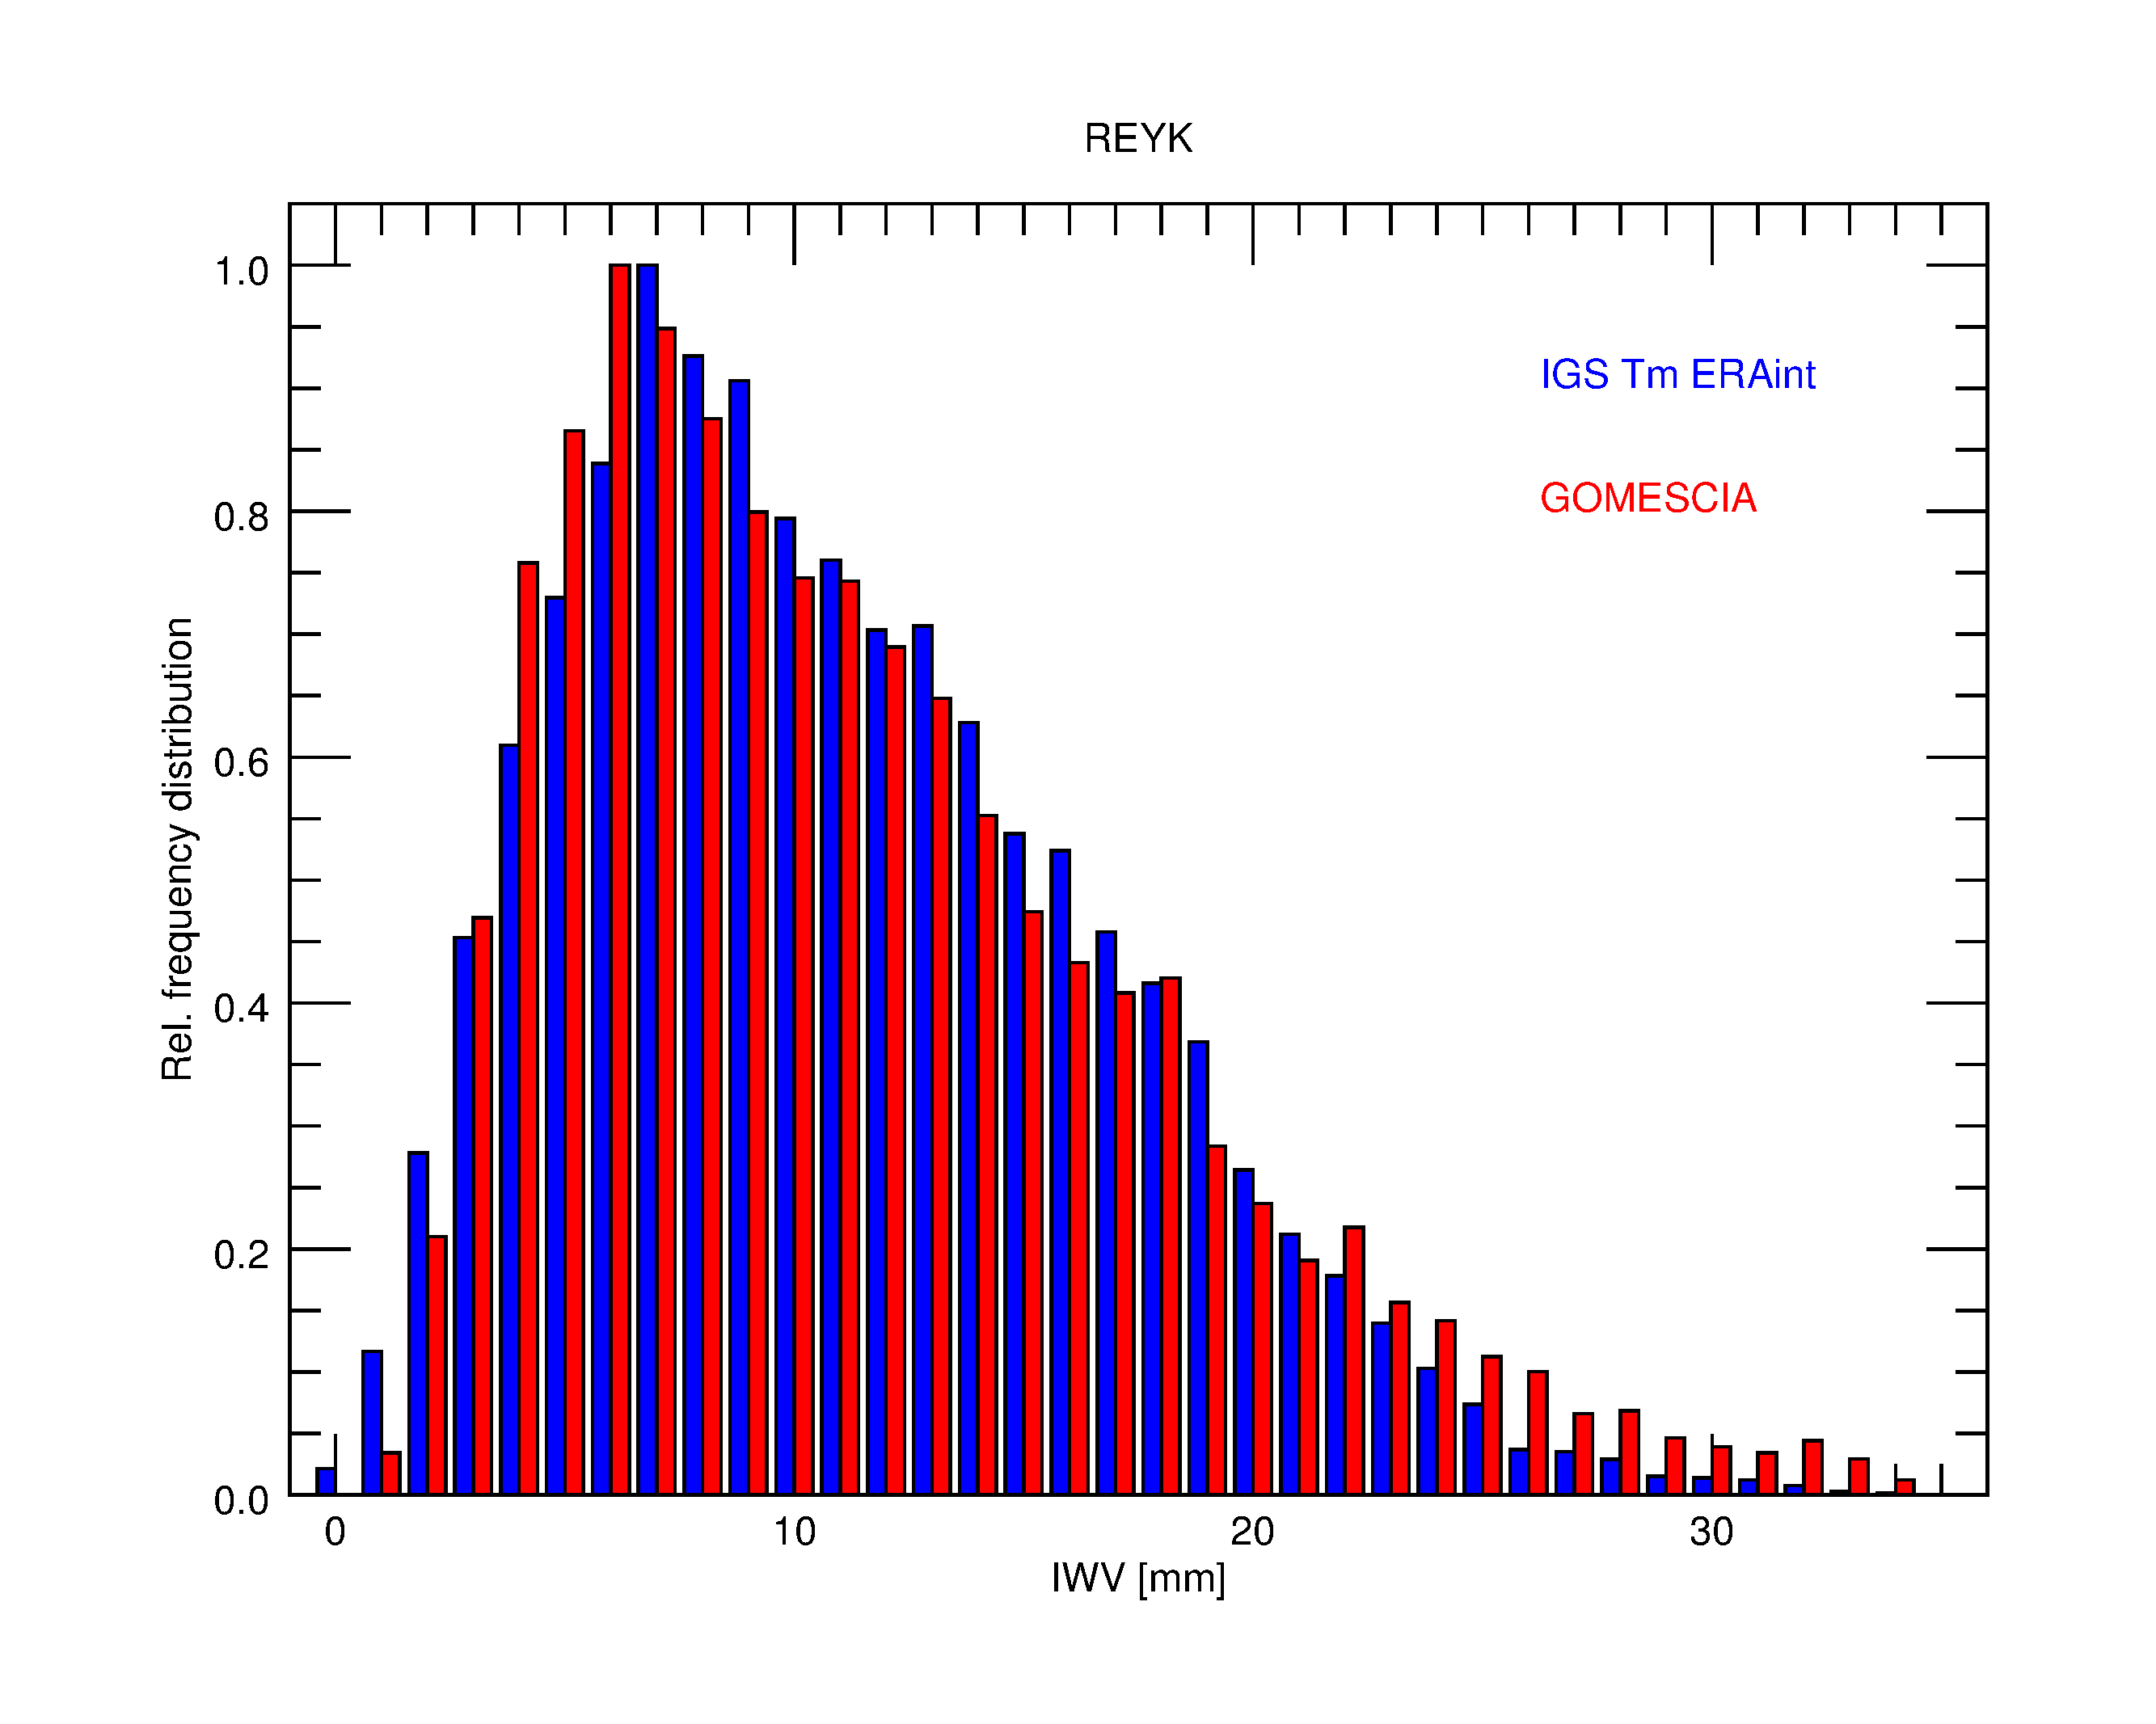 REYK
1.0
0.8
0.6
0.4
0.2
0.0
Rel. frequency distribution
IGS Tm ERAint
GOMESCIA
0 10 20 30
IWV [mm]